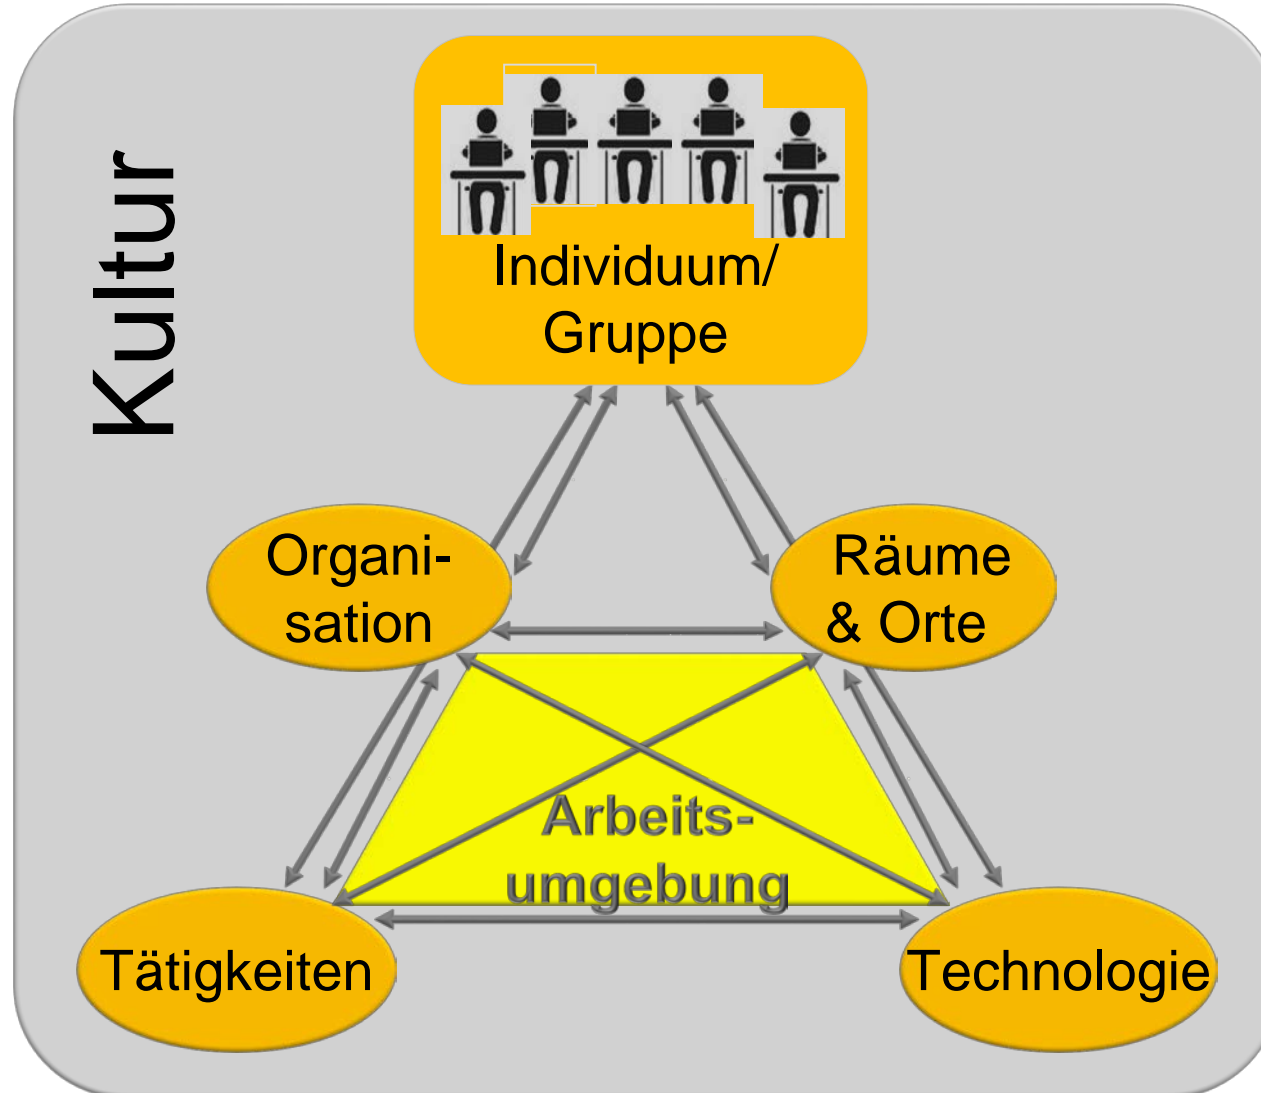 Kultur
Individuum/
Gruppe
Organi-
sation
Räume
& Orte
Arbeits-
umgebung
Tätigkeiten
Technologie